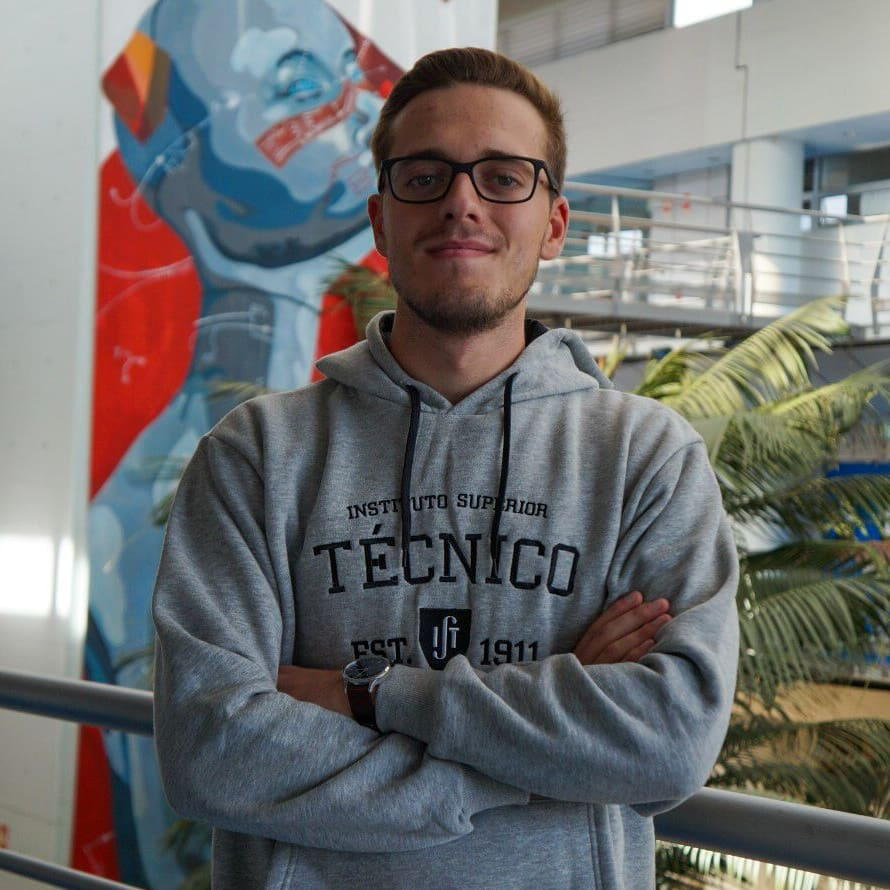 INSTITUTO SUPERIOR
TÉCNICO
EST. IST 1911